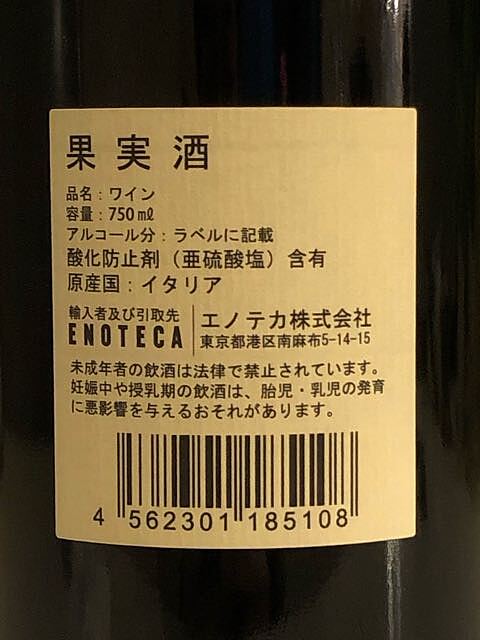 果実酒
品名：ワイン
容量：750㎖
アルコール分：ラベルに記載
酸化防止剤（亜硫酸塩）含有
原産国：イタリア
輸入者及び引取先
ENOTECA
エノテカ株式会社
東京都港区南麻布5-14-15
未成年者の飲酒は法律で禁止されています。
妊娠中や授乳期の飲酒は、胎児・乳児の発育
に悪影響を与えるおそれがあります。
4 562301 185108